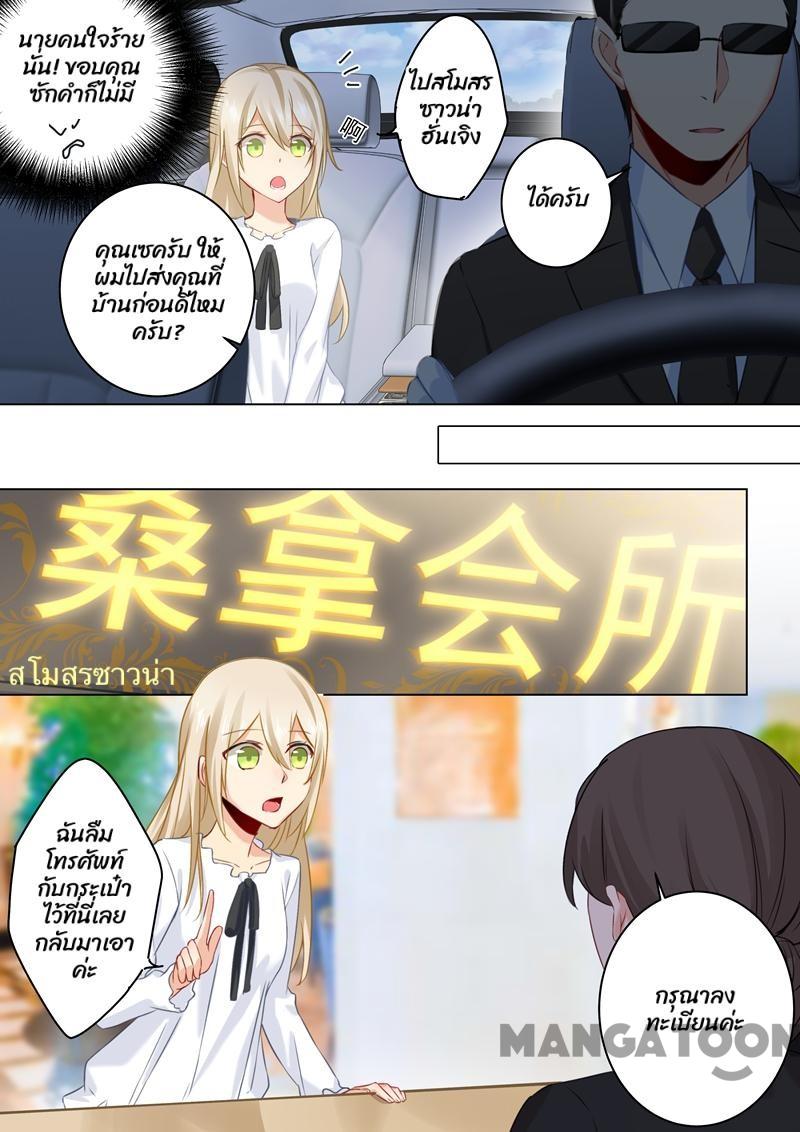 นายคนใจร้าย
นั่น! ขอบคุณ
ซักคำก็ไม่มี
啊
ไปสโมสร
ซาวน่า
ฮั่นเจิง
ได้ครับ
คุณเซครับ ให้
ผมไปส่งคุณที่
บ้านก่อนดีไหม
ครับ?
桑拿会所
สโมสรซาวน่า
ฉันลืม
โทรศัพท์
กับกระเป๋า
ไว้ที่นี่เลย
กลับมาเอา
ค่ะ
กรุณาลง
ทะเบียนค่ะ
MANGATOON